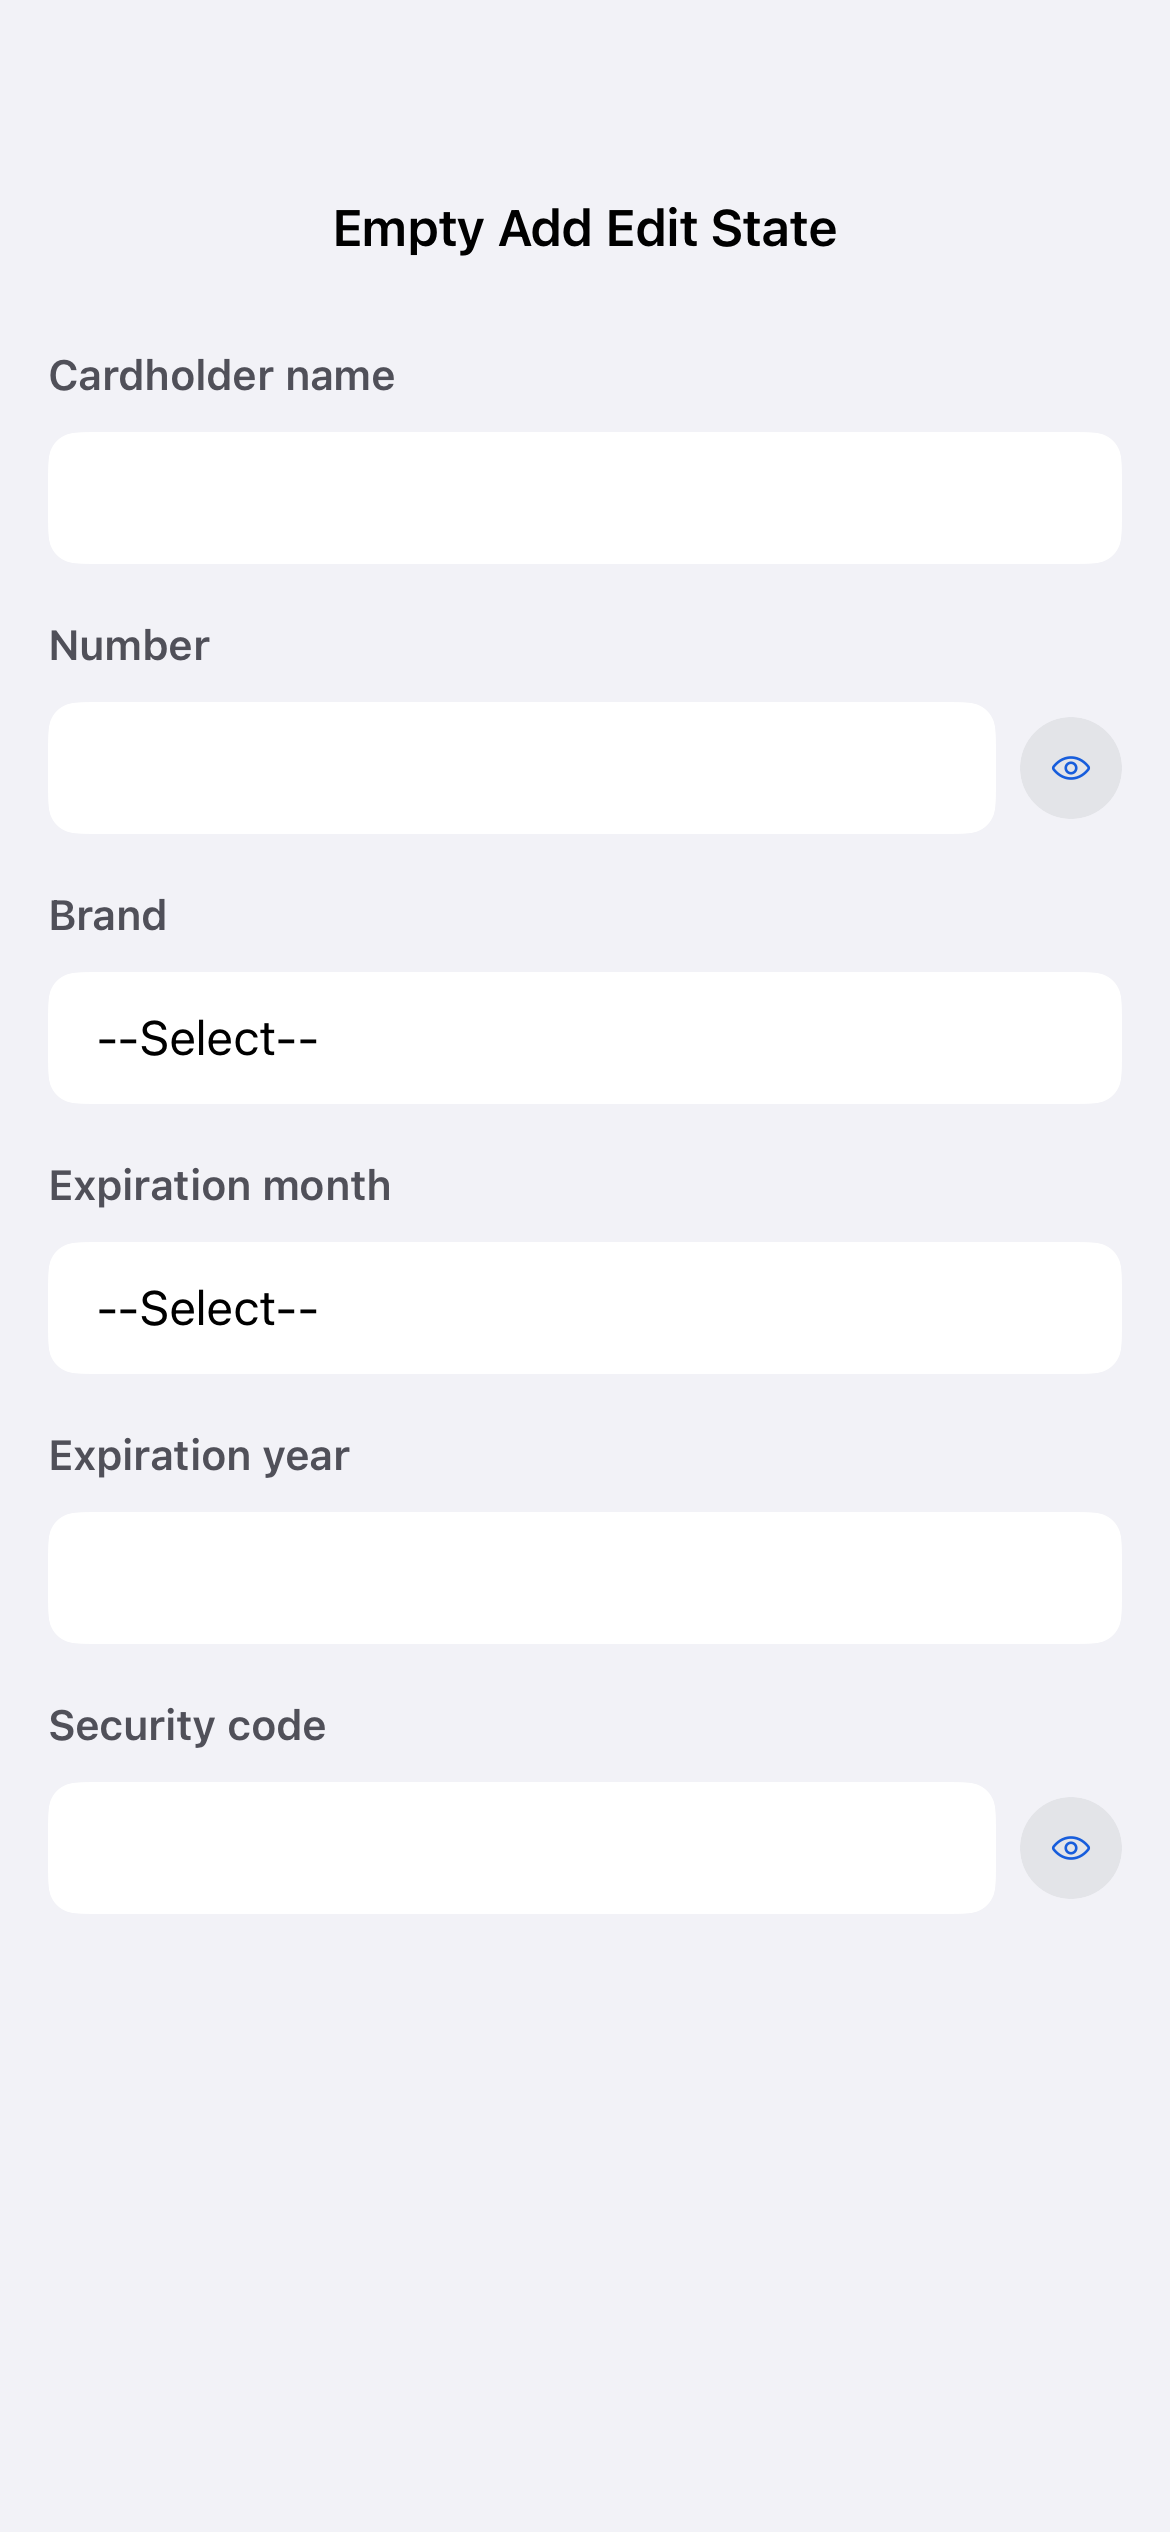 Empty Add Edit State
Cardholder name
Number
Brand
--Select--
Expiration month
--Select--
Expiration year
Security code